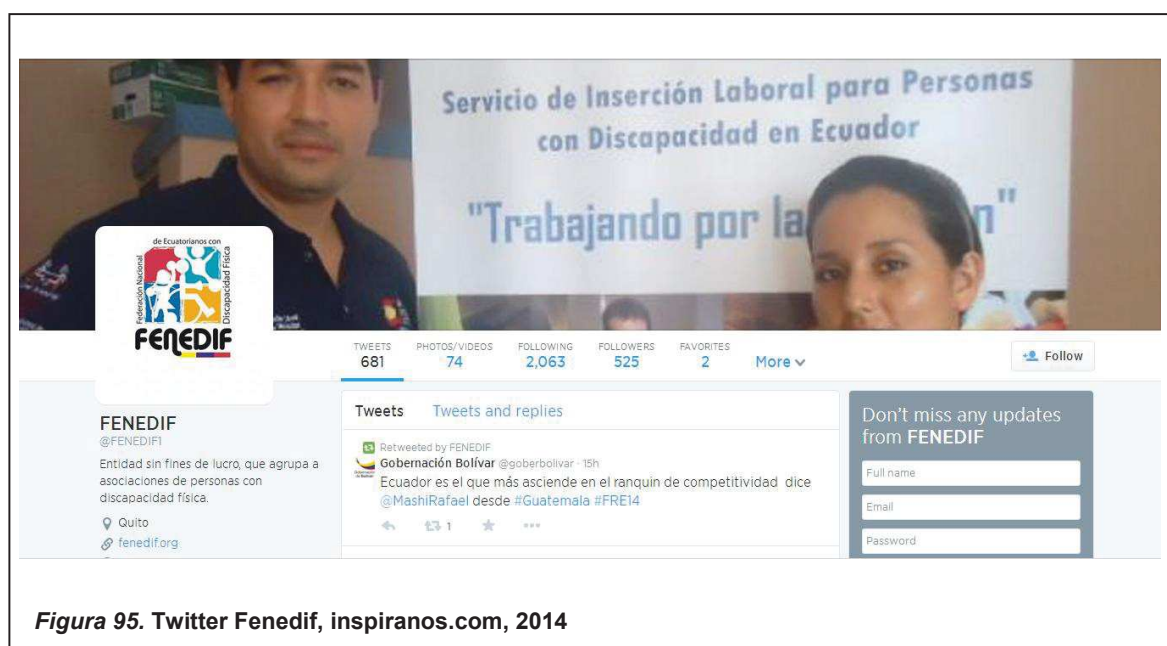 Servicio de Inserción Laboral para Personas
con Discapacidad en Ecuador
"Trabajando por la
de Ecuatorianos con
Federación Nacional
Discapacidad Física
FENEDIF
TWEETS
681
PHOTOS/VIDEOS
74
FOLLOWING
2,063
FOLLOWERS
525
FAVORITES
2
More
Follow
FENEDIF
@FENEDIF1
Entidad sin fines de lucro, que agrupa a
asociaciones de personas con
discapacidad física.
Quito
fenedif.org
Tweets Tweets and replies
Retweeted by FENEDIF
Gobernación Bolívar @goberbolivar · 15h
Ecuador es el que más asciende en el ranquin de competitividad dice
@MashiRafael desde #Guatemala #FRE14
1
Don't miss any updates
from FENEDIF
Full name
Email
Password
Figura 95. Twitter Fenedif, inspiranos.com, 2014